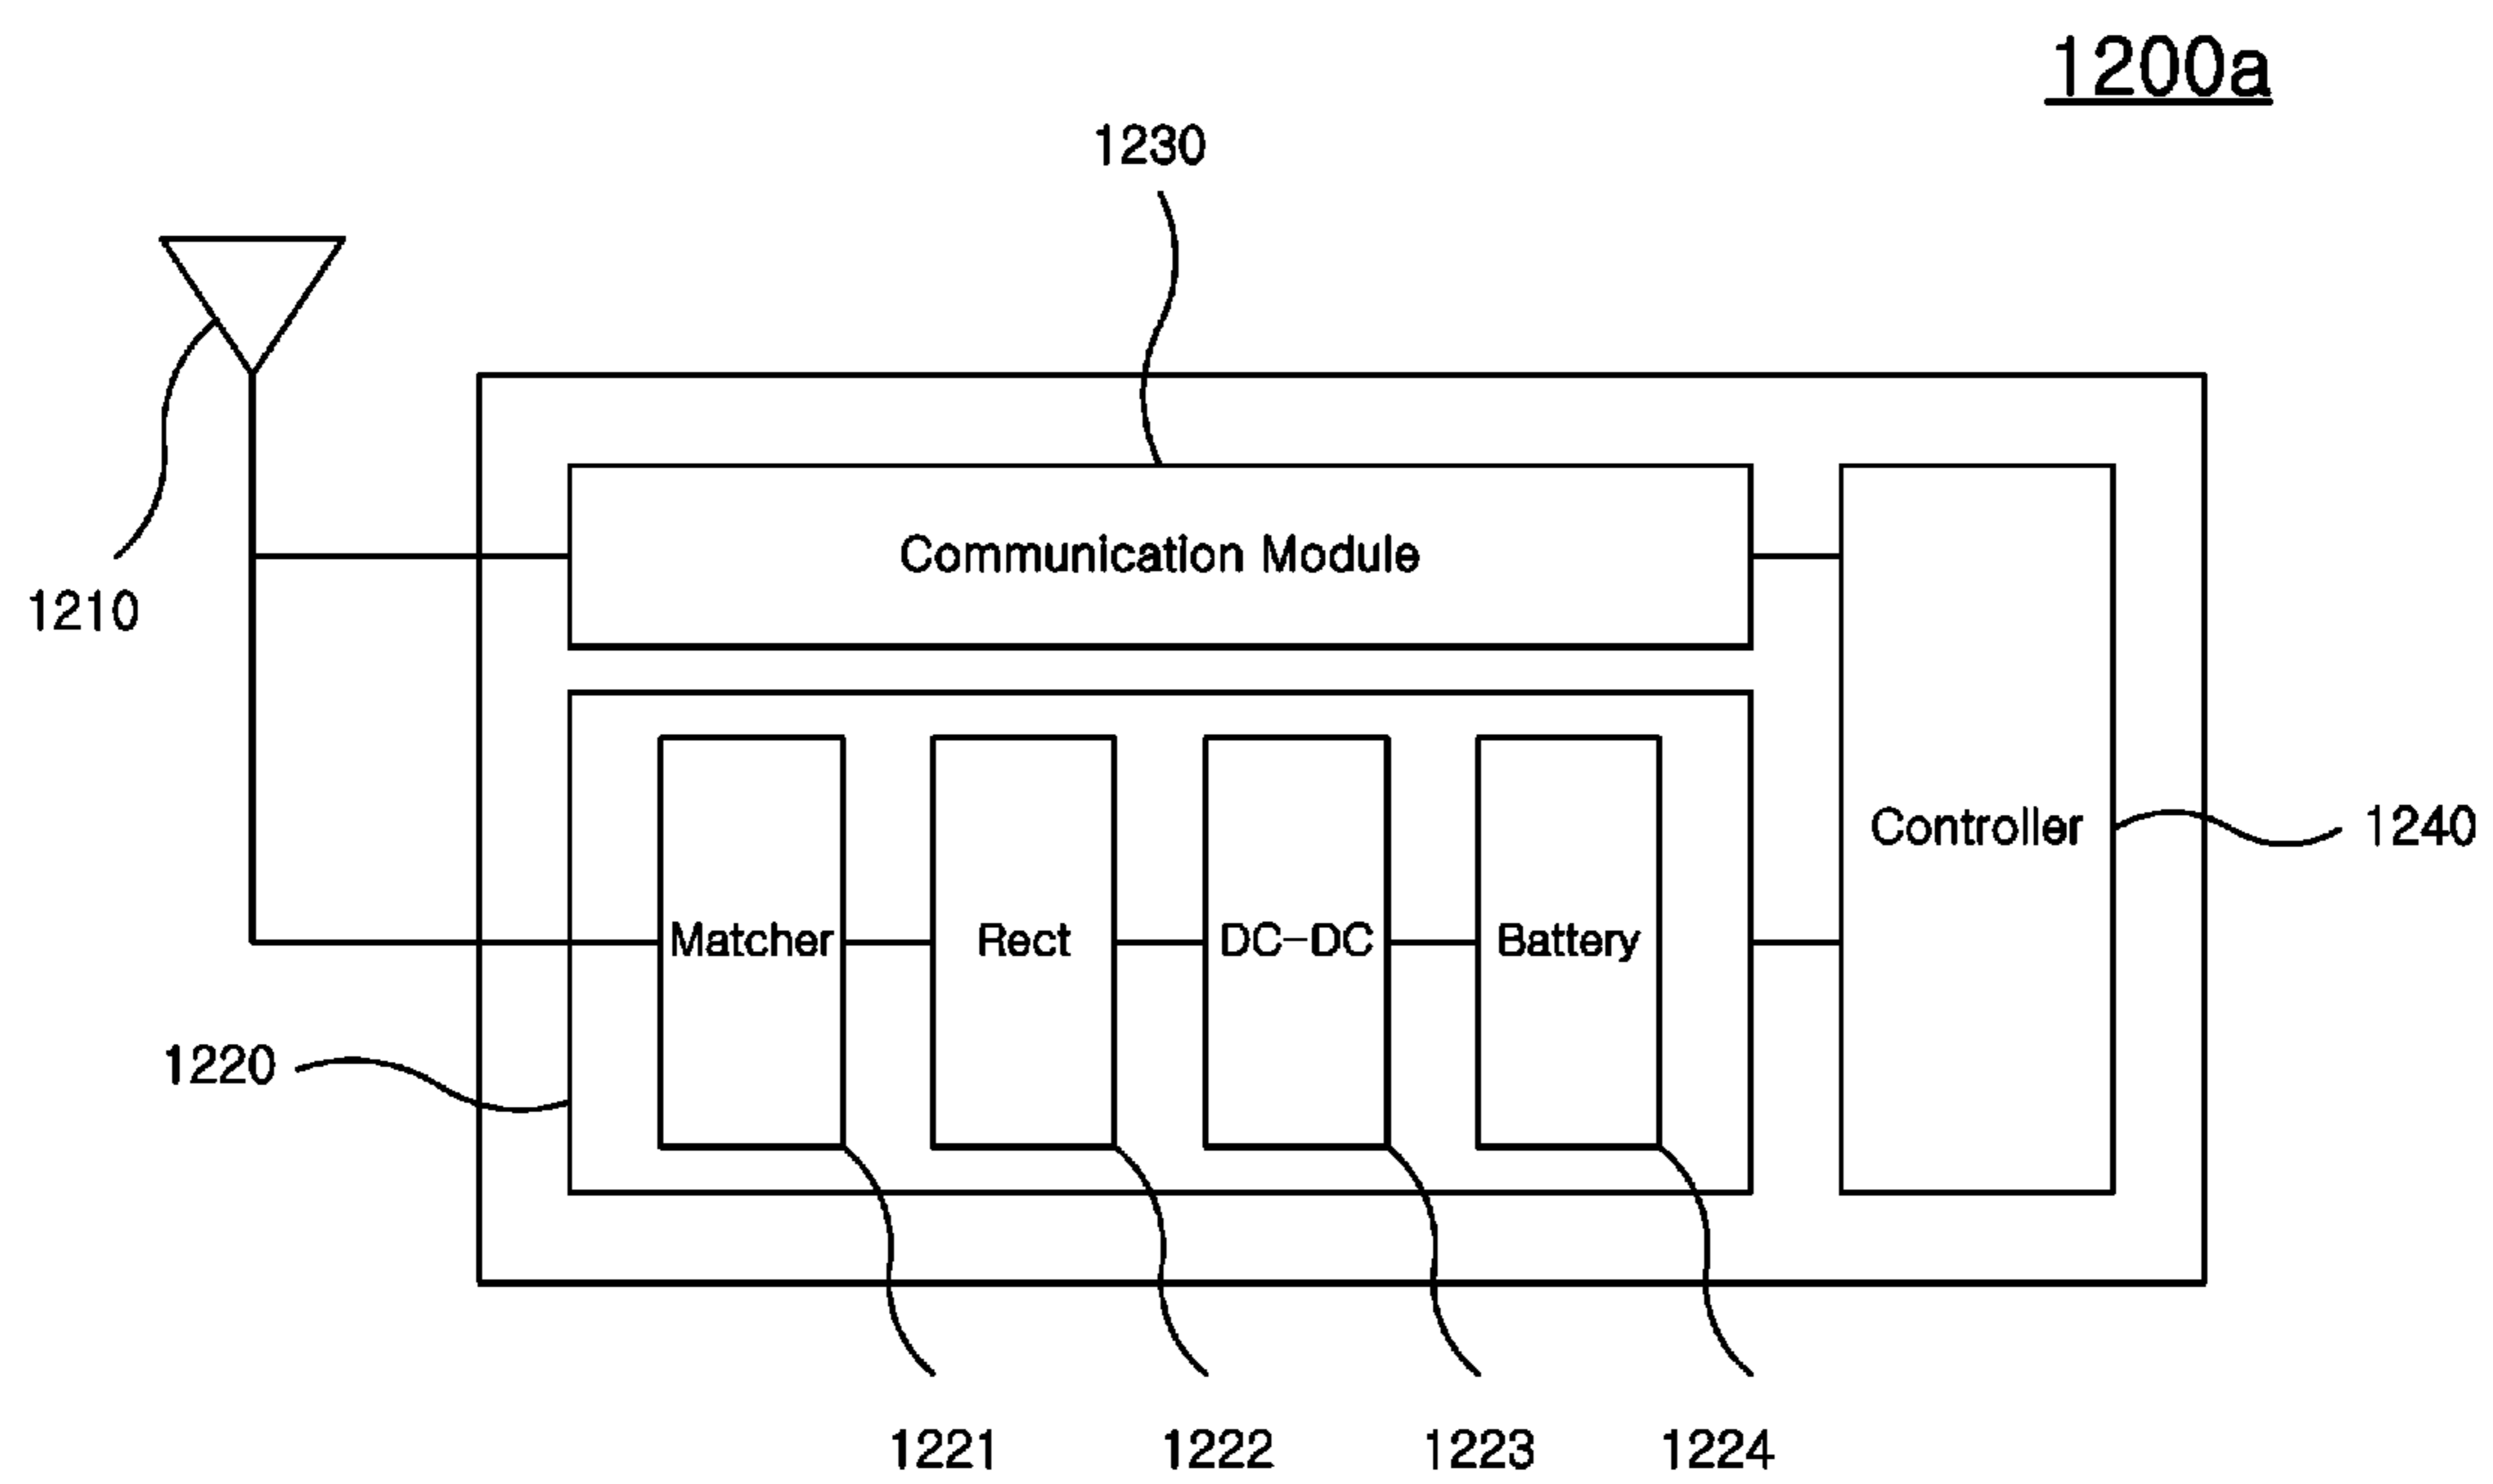 1200a
1230
1210
Communication Module
Controller
1240
Matcher
Rect
DC-DC
Battery
1220
1221
1222
1223
1224